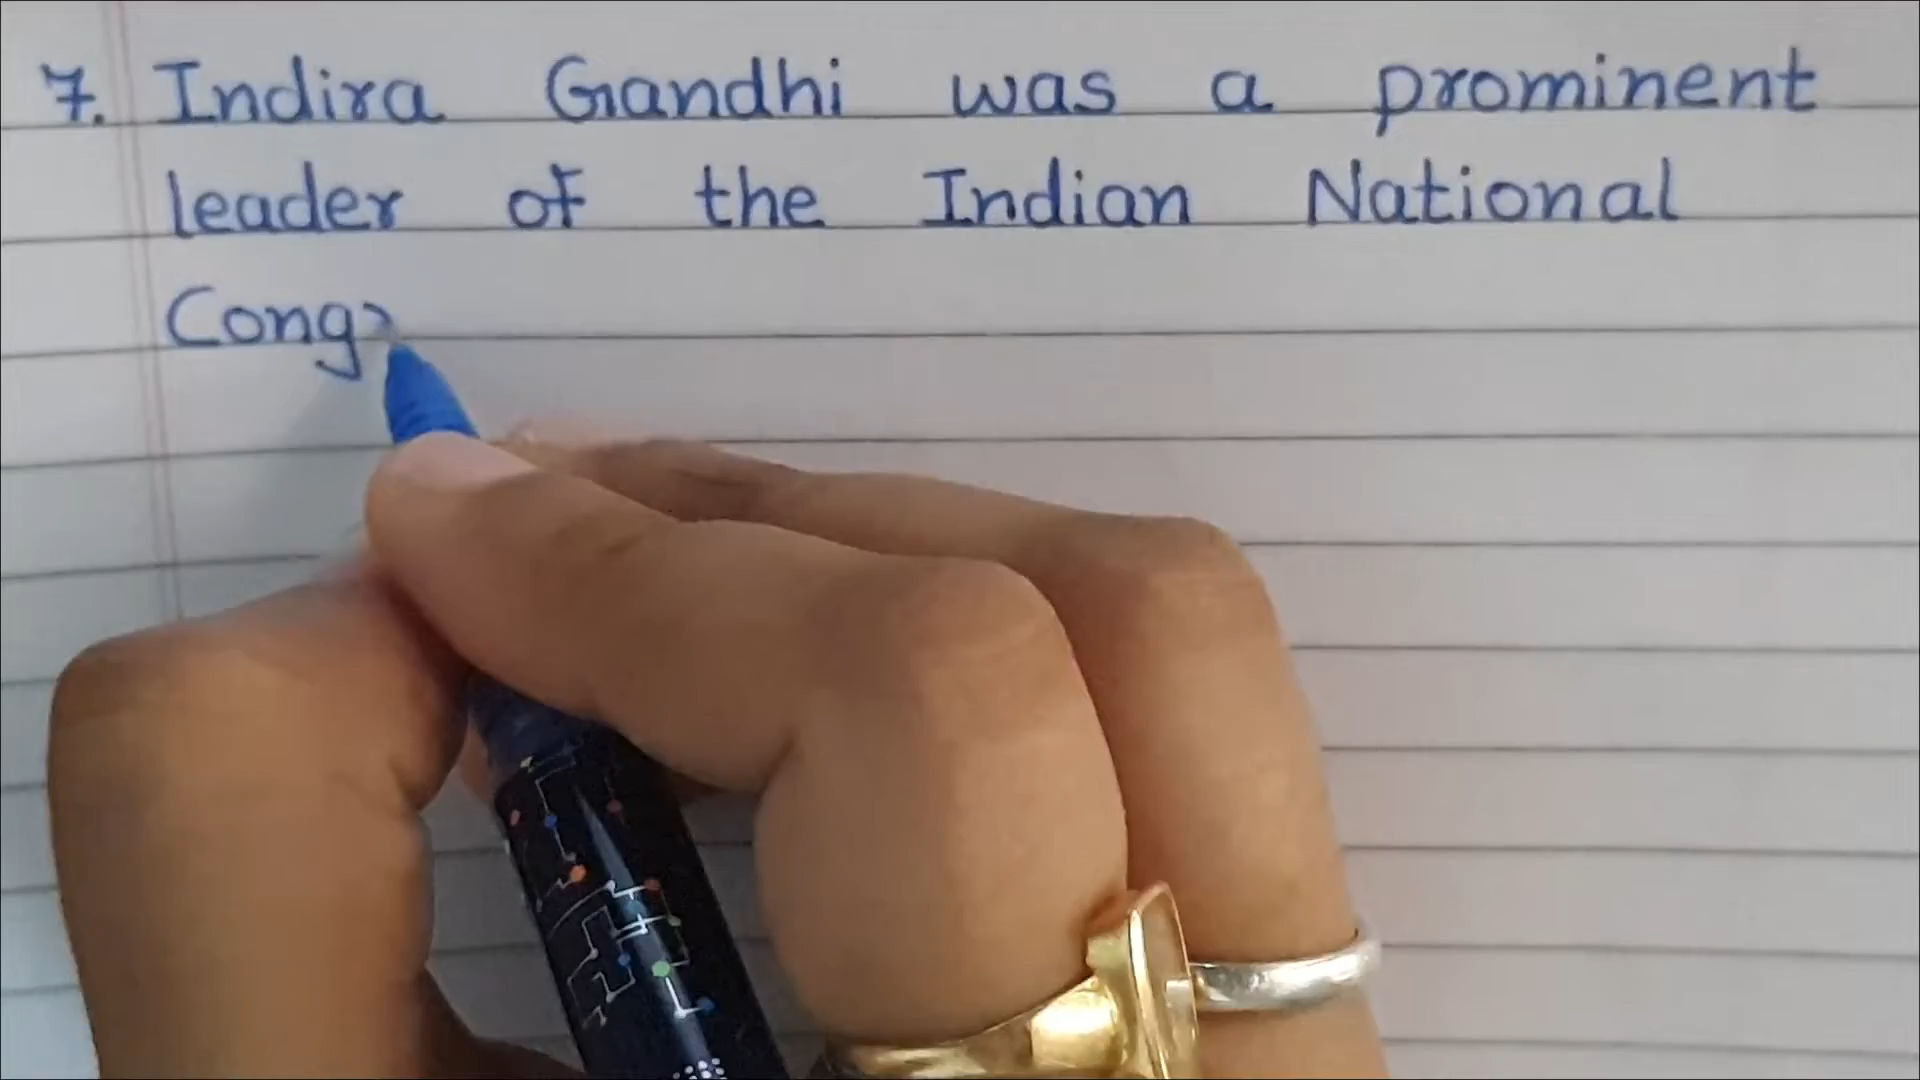 7. Indira Gandhi was a prominent
leader of the Indian National
Congr